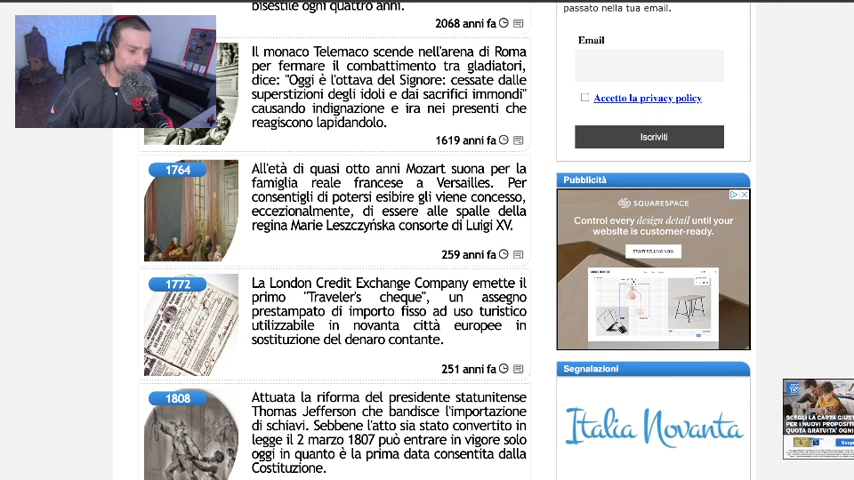 bisestile ogni quattro anni.
2068 anni fa
Il monaco Telemaco scende nell'arena di Roma
per fermare il combattimento tra gladiatori,
dice: "Oggi è l'ottava del Signore: cessate dalle
superstizioni degli idoli e dai sacrifici immondi"
causando indignazione e ira nei presenti che
reagiscono lapidandolo.
1619 anni fa
1764
All'età di quasi otto anni Mozart suona per la
famiglia reale francese a Versailles. Per
consentigli di potersi esibire gli viene concesso,
eccezionalmente, di essere alle spalle della
regina Marie Leszczyńska consorte di Luigi XV.
259 anni fa
1772
La London Credit Exchange Company emette il
primo "Traveler's cheque", un assegno
prestampato di importo fisso ad uso turistico
utilizzabile in novanta città europee in
sostituzione del denaro contante.
251 anni fa
1808
Attuata la riforma del presidente statunitense
Thomas Jefferson che bandisce l'importazione
di schiavi. Sebbene l'atto sia stato convertito in
legge il 2 marzo 1807 può entrare in vigore solo
oggi in quanto è la prima data consentita dalla
Costituzione.
passato nella tua email.
Email
Accetto la privacy policy
Iscriviti
Pubblicità
SQUARESPACE
Control every design detail until your
website is customer-ready.
Segnalazioni
Italia Novanta
SCEGLI LA CARTA GIUSTA
PER I NUOVI PROPOSITI
QUOTA GRATUITA